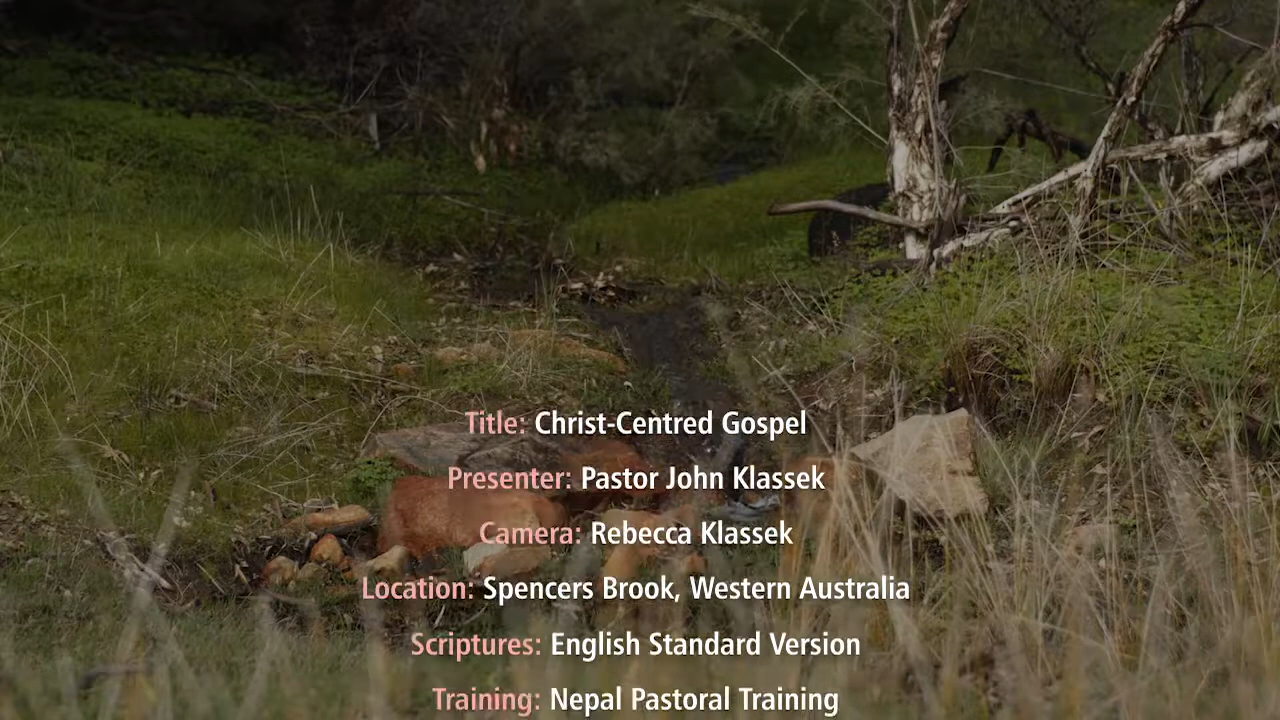 Title: Christ-Centred Gospel
Presenter: Pastor John Klassek
Camera: Rebecca Klassek
Location: Spencers Brook, Western Australia
Scriptures: English Standard Version
Training: Nepal Pastoral Training